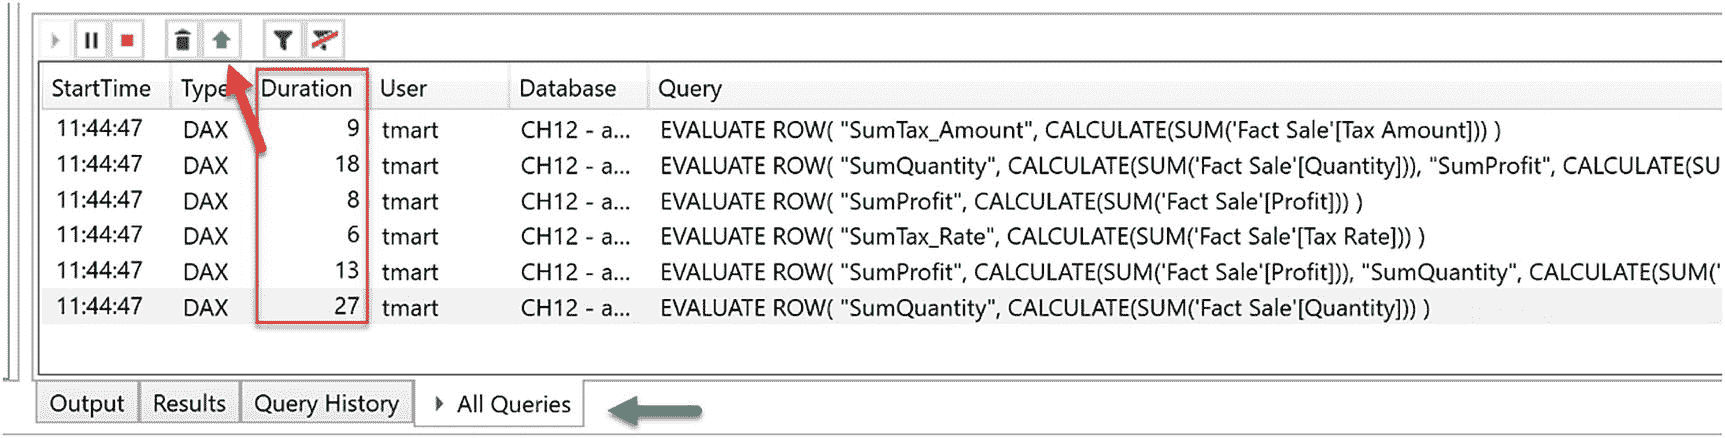 StartTime Type Duration User Database Query
11:44:47 DAX 9 tmart CH12 - a... EVALUATE ROW( "SumTax_Amount", CALCULATE(SUM('Fact Sale'[Tax Amount])) )
11:44:47 DAX 18 tmart CH12 - a... EVALUATE ROW( "SumQuantity", CALCULATE(SUM('Fact Sale'[Quantity])), "SumProfit", CALCULATE(SU
11:44:47 DAX 8 tmart CH12 - a... EVALUATE ROW( "SumProfit", CALCULATE(SUM('Fact Sale'[Profit])) )
11:44:47 DAX 6 tmart CH12 - a... EVALUATE ROW( "SumTax_Rate", CALCULATE(SUM('Fact Sale'[Tax Rate])) )
11:44:47 DAX 13 tmart CH12 - a... EVALUATE ROW( "SumProfit", CALCULATE(SUM('Fact Sale'[Profit])), "SumQuantity", CALCULATE(SUM('
11:44:47 DAX 27 tmart CH12 - a... EVALUATE ROW( "SumQuantity", CALCULATE(SUM('Fact Sale'[Quantity])) )
Output Results Query History All Queries